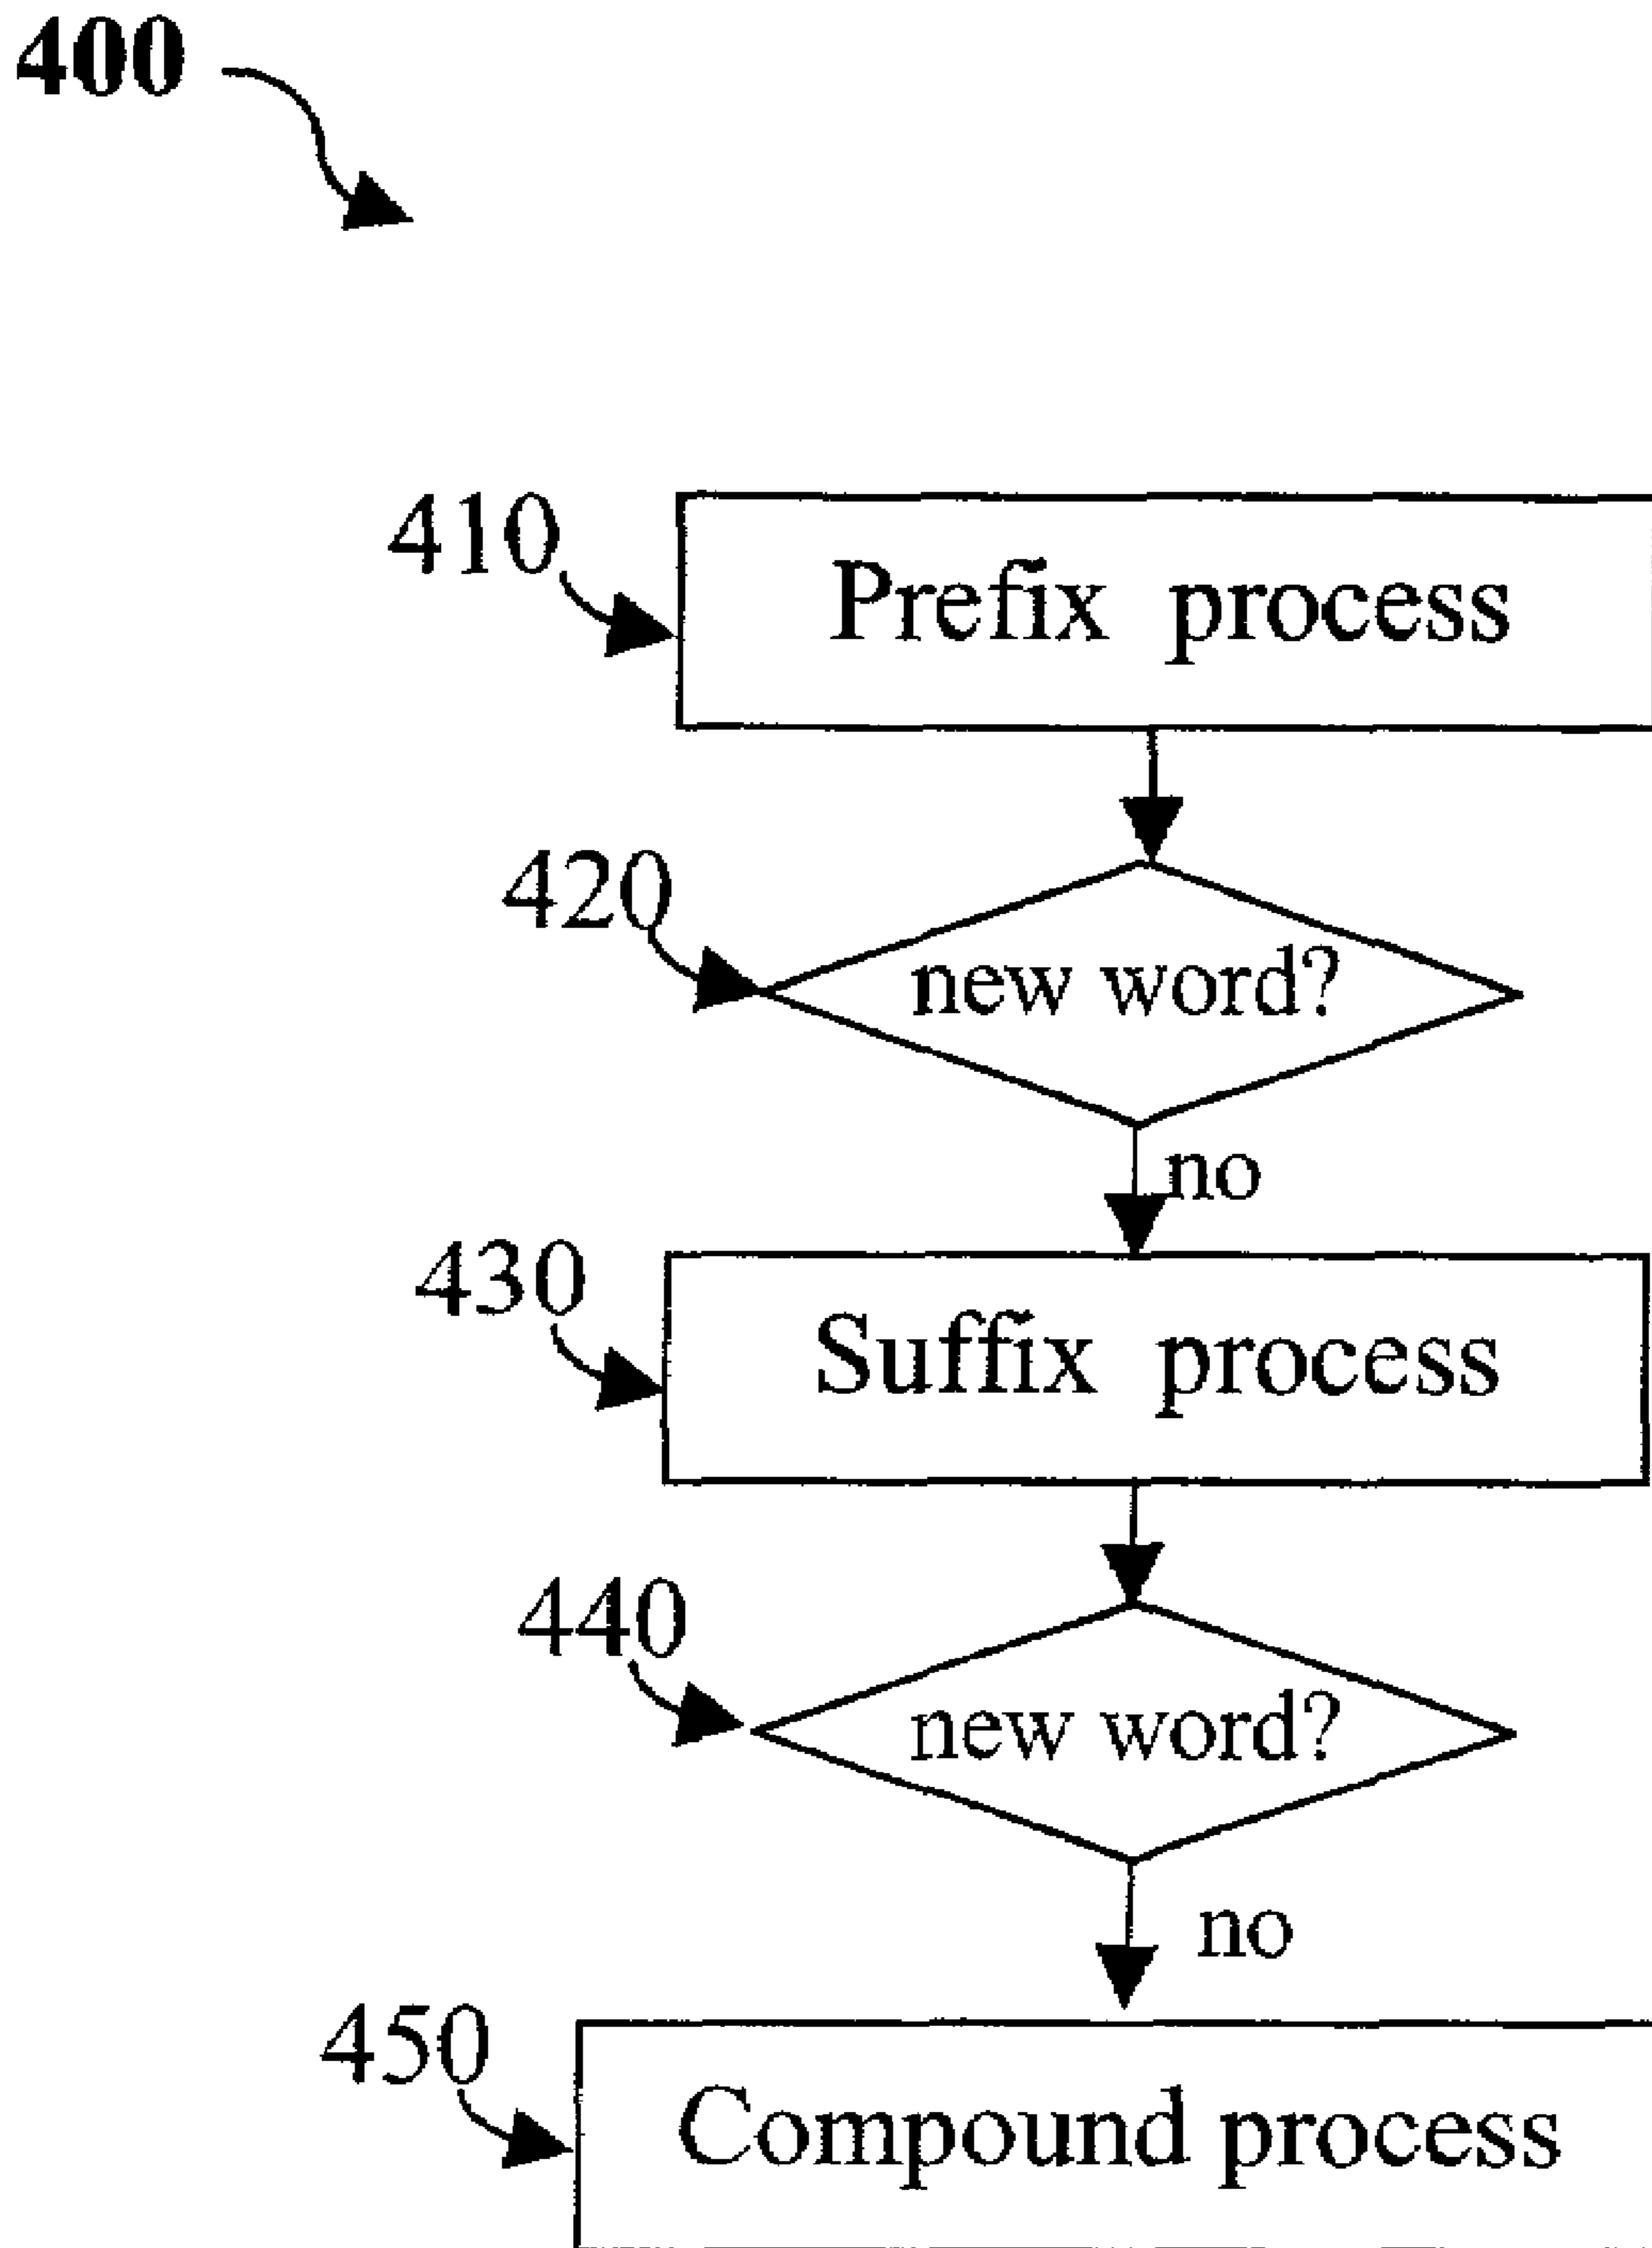 400
410
Prefix process
420
new word?
no
430
Suffix process
440
new word?
no
450
Compound process